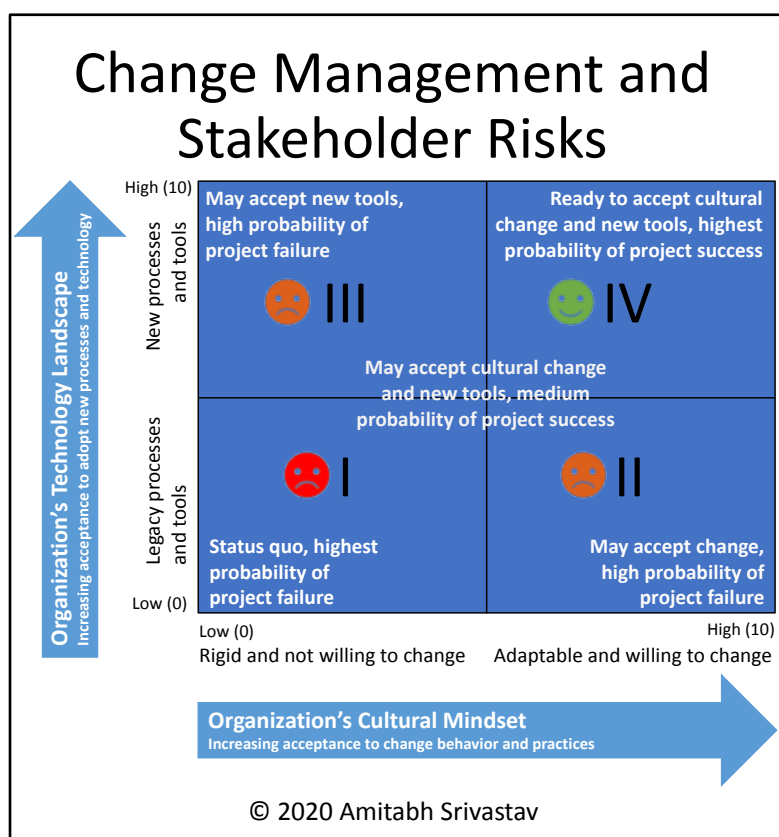 Change Management and
Stakeholder Risks
High (10)
New processes
and tools
Legacy processes
and tools
Low (0)
Organization's Technology Landscape
Increasing acceptance to adopt new processes and technology
May accept new tools,
high probability of
project failure
III
Ready to accept cultural
change and new tools, highest
probability of project success
IV
May accept cultural change
and new tools, medium
probability of project success
I
Status quo, highest
probability of
project failure
II
May accept change,
high probability of
project failure
Low (0)
High (10)
Rigid and not willing to change
Adaptable and willing to change
Organization's Cultural Mindset
Increasing acceptance to change behavior and practices
© 2020 Amitabh Srivastav